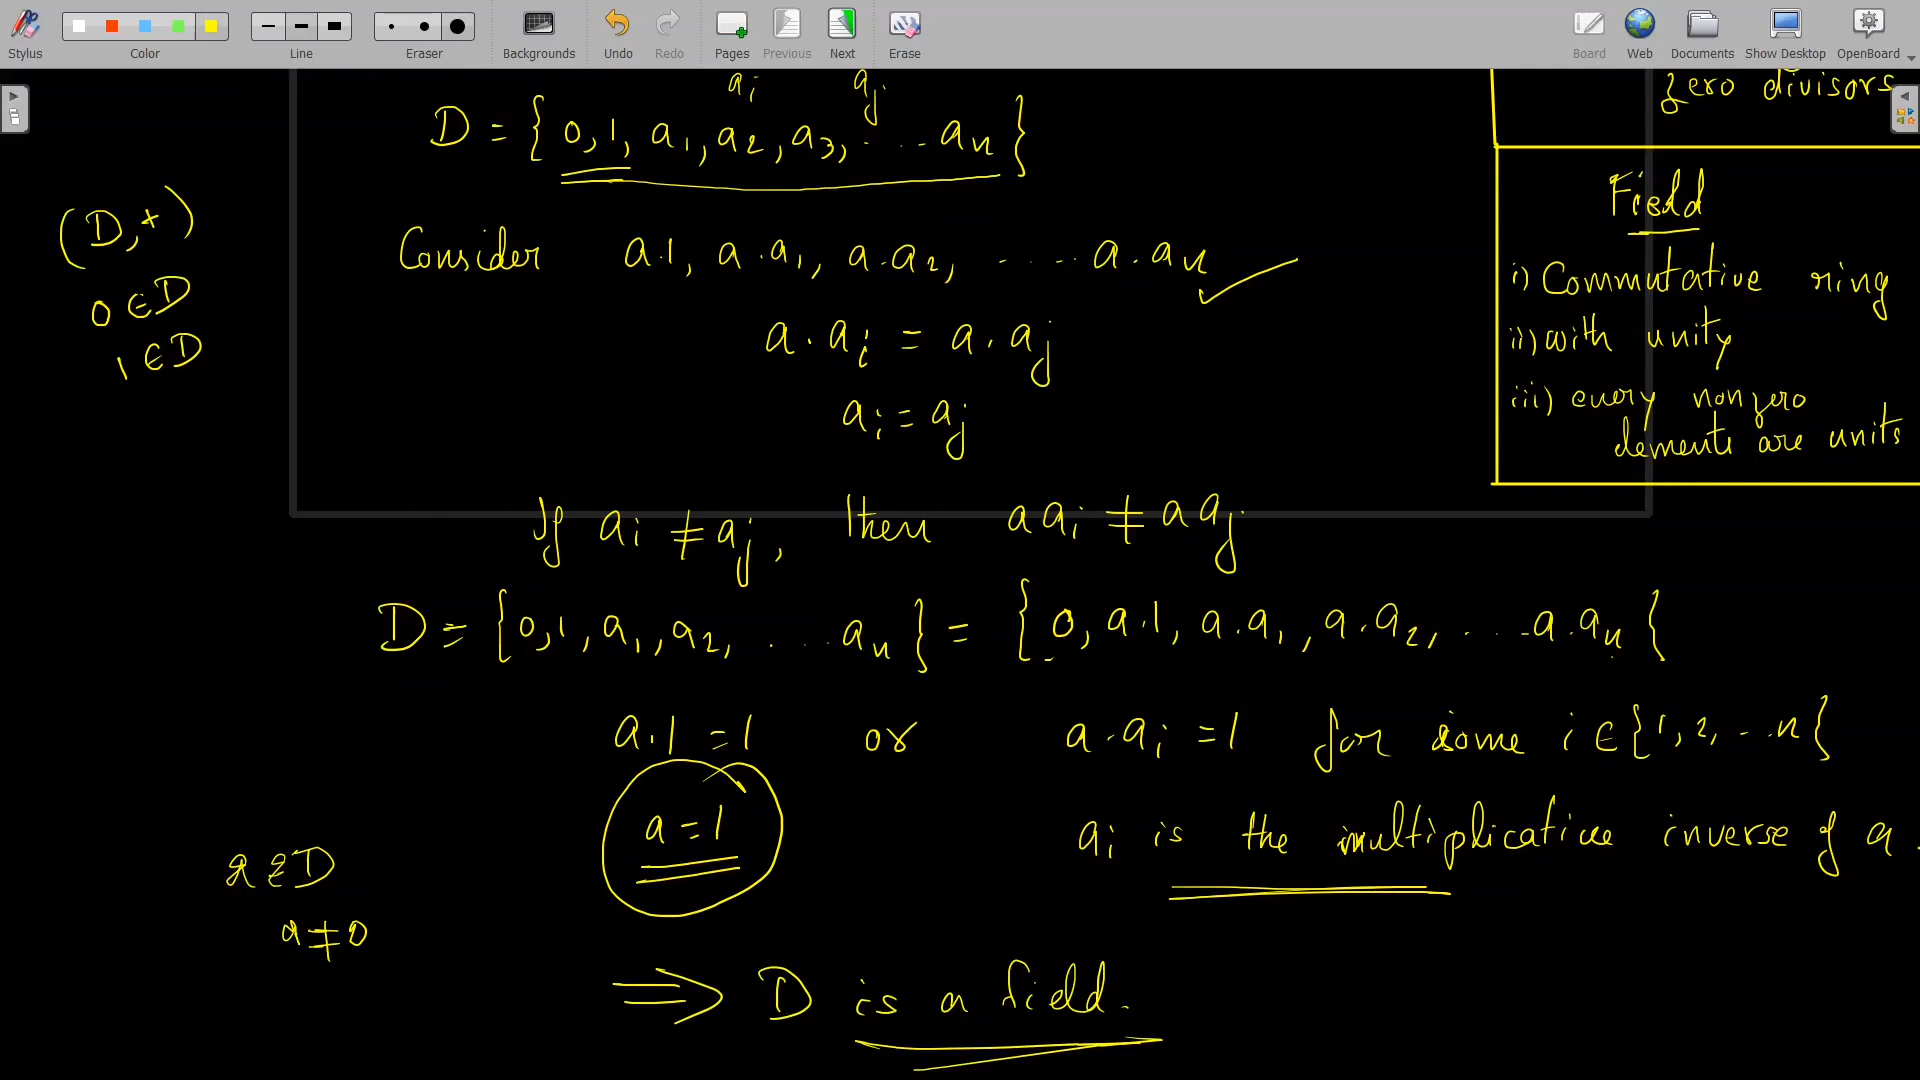 Stylus Color Line Eraser Backgrounds Undo Redo Pages Previous Next Erase Board Web Documents Show Desktop OpenBoard
zero divisors
aᵢ aⱼ
D = { 0, 1, a₁, a₂, a₃, ..... aₙ }
(D, +)
0 ∈ D
1 ∈ D
Consider a.1, a.a₁, a.a₂, ..... a.aₙ ✓
a.aᵢ = a.aⱼ
aᵢ = aⱼ
Field
i) Commutative ring
ii) with unity
iii) every nonzero
elements are units
If aᵢ ≠ aⱼ, then aaᵢ ≠ aaⱼ
D = {0, 1, a₁, a₂, .... aₙ} = {0, a.1, a.a₁, a.a₂, .... a.aₙ}
a.1 = 1 or a.aᵢ = 1 for some i ∈ {1, 2, ..n}
a = 1
aᵢ is the multiplicative inverse of a.
a ∈ D
a ≠ 0
⇒ D is a field.